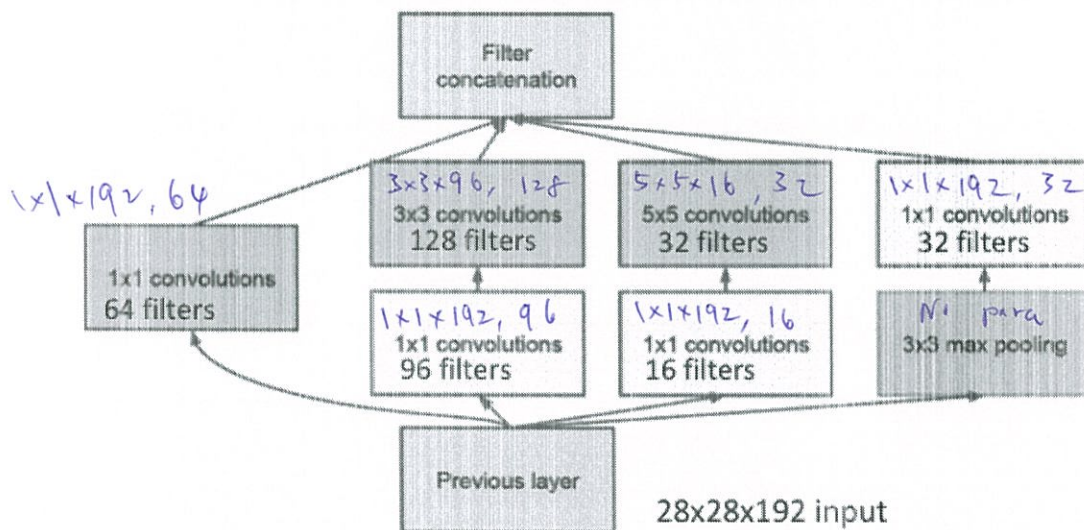 Filter
concatenation
1x1x192, 64
3x3x96, 128
3x3 convolutions
128 filters
5x5x16, 32
5x5 convolutions
32 filters
1x1x192, 32
1x1 convolutions
32 filters
1x1 convolutions
64 filters
1x1x192, 96
1x1 convolutions
96 filters
1x1x192, 16
1x1 convolutions
16 filters
No para
3x3 max pooling
Previous layer
28x28x192 input